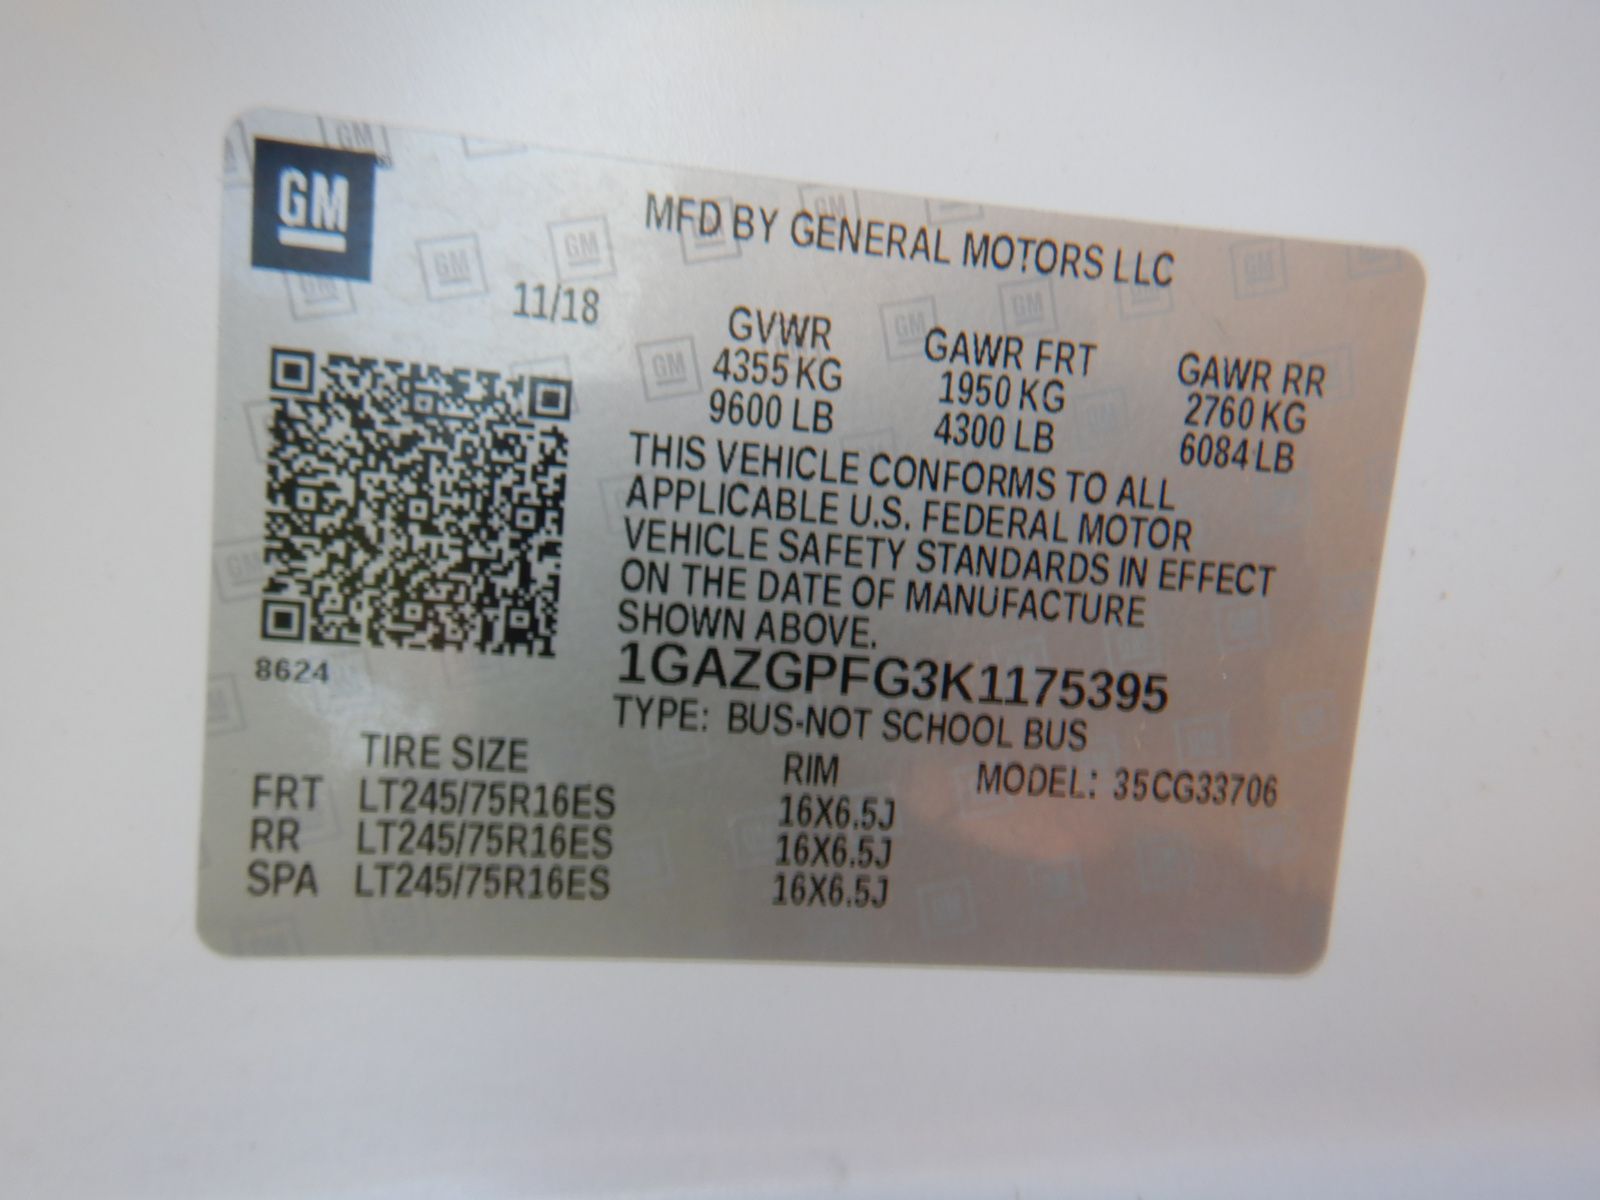 GM
MFD BY GENERAL MOTORS LLC
11/18
GVWR GAWR FRT GAWR RR
4355 KG 1950 KG 2760 KG
9600 LB 4300 LB 6084 LB
THIS VEHICLE CONFORMS TO ALL
APPLICABLE U.S. FEDERAL MOTOR
VEHICLE SAFETY STANDARDS IN EFFECT
ON THE DATE OF MANUFACTURE
SHOWN ABOVE.
8624
1GAZGPFG3K1175395
TYPE: BUS-NOT SCHOOL BUS
TIRE SIZE RIM MODEL: 35CG33706
FRT LT245/75R16ES 16X6.5J
RR LT245/75R16ES 16X6.5J
SPA LT245/75R16ES 16X6.5J